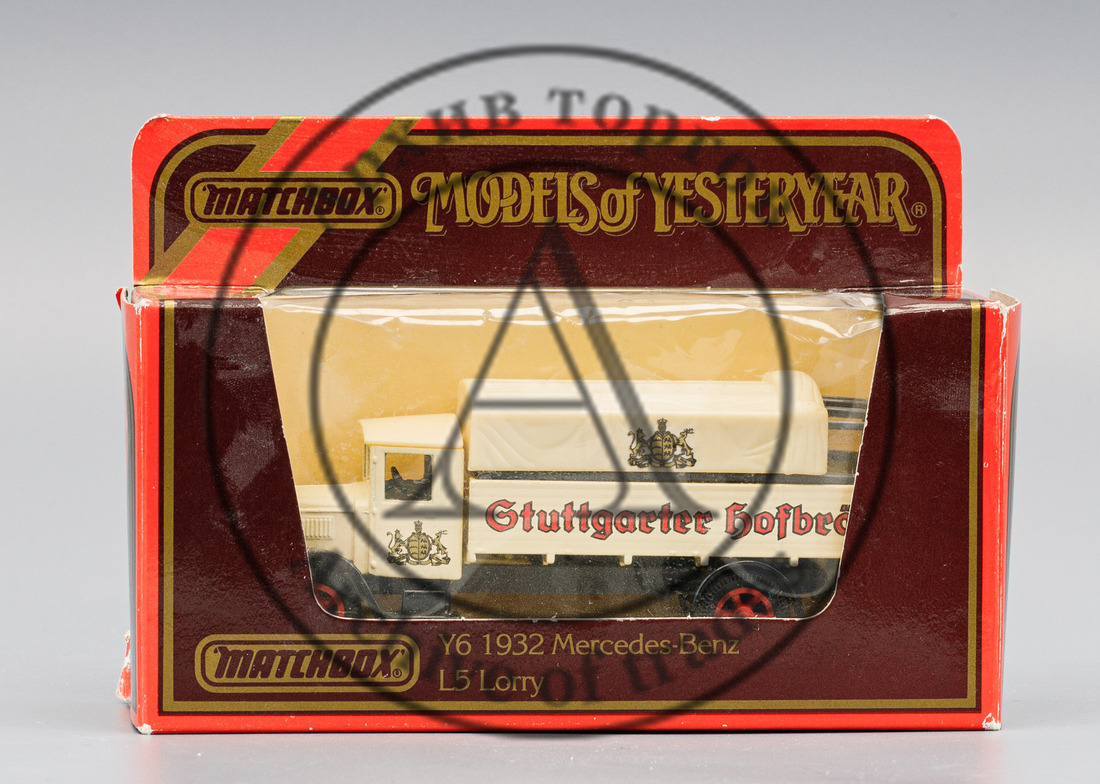 MATCHBOX®
MODELS of YESTERYEAR®
Stuttgarter Hofbrä
Y6 1932 Mercedes-Benz
MATCHBOX®
L5 Lorry